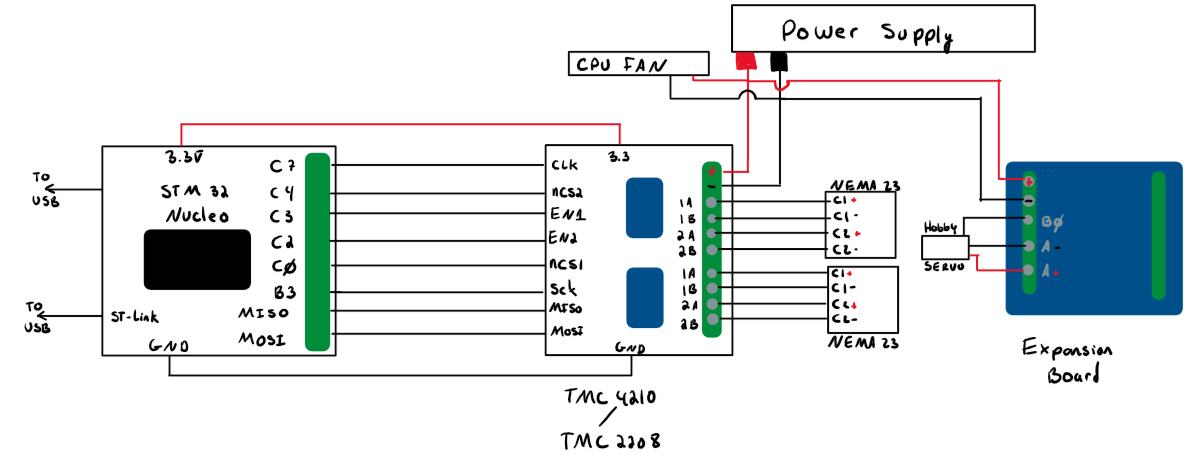 Power Supply
CPU FAN
3.3V
STM 32
Nucleo
C7
C4
C3
C2
CØ
B3
MISO
MOSI
ST-Link
GND
TO
USB
TO
USB
3.3
CLK
nCS2
EN1
EN2
nCS1
Sck
MISO
MOSI
GND
+
-
1A
1B
2A
2B
1A
1B
2A
2B
TMC 4210
/
TMC 2208
NEMA 23
C1+
C1-
C2+
C2-
C1+
C1-
C2+
C2-
NEMA 23
Hobby
SERVO
+
-
BØ
A -
A +
Expansion
Board